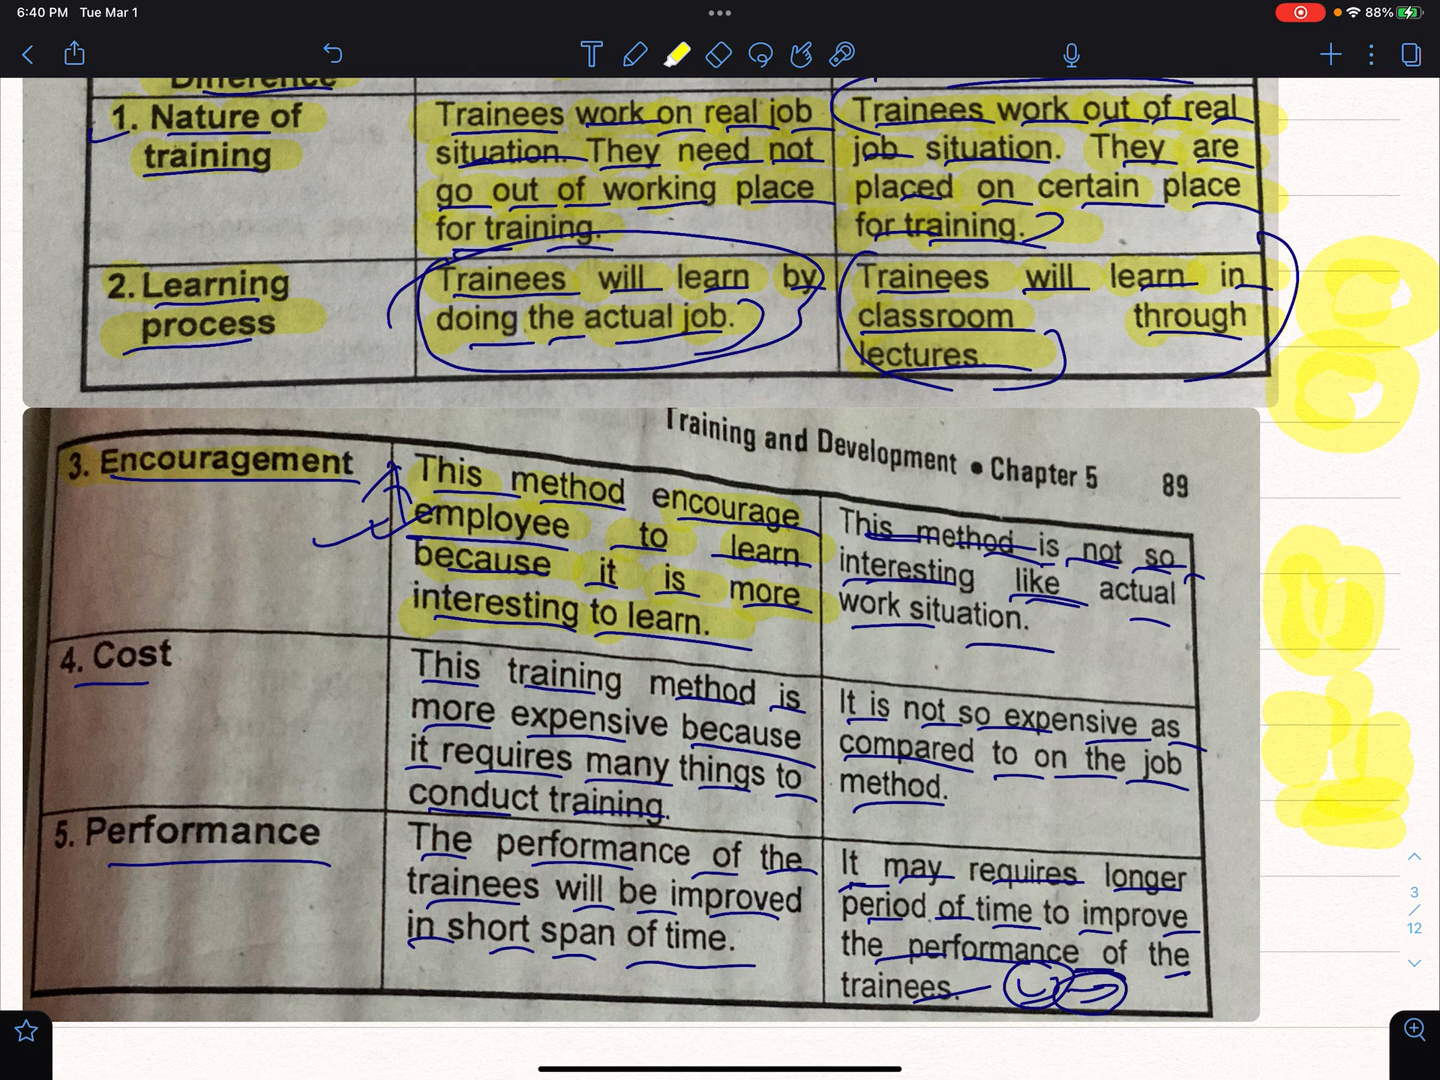 6:40 PM Tue Mar 1
88%
Difference
1. Nature of
training
Trainees work on real job
situation. They need not
go out of working place
for training.
Trainees work out of real
job situation. They are
placed on certain place
for training.
2. Learning
process
Trainees will learn by
doing the actual job.
Trainees will learn in
classroom through
lectures.
Training and Development • Chapter 5 89
3. Encouragement
This method encourage
employee to learn
because it is more
interesting to learn.
This method is not so
interesting like actual
work situation.
4. Cost
This training method is
more expensive because
it requires many things to
conduct training.
It is not so expensive as
compared to on the job
method.
5. Performance
The performance of the
trainees will be improved
in short span of time.
It may requires longer
period of time to improve
the performance of the
trainees.
3
/
12